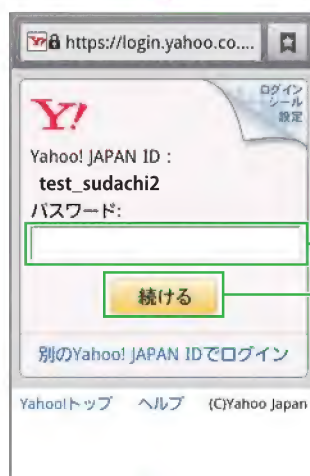 https://login.yahoo.co....
ログイン
シール
設定
Y!
Yahoo! JAPAN ID :
test_sudachi2
パスワード:
続ける
別のYahoo! JAPAN IDでログイン
Yahoo!トップ ヘルプ (C)Yahoo Japan